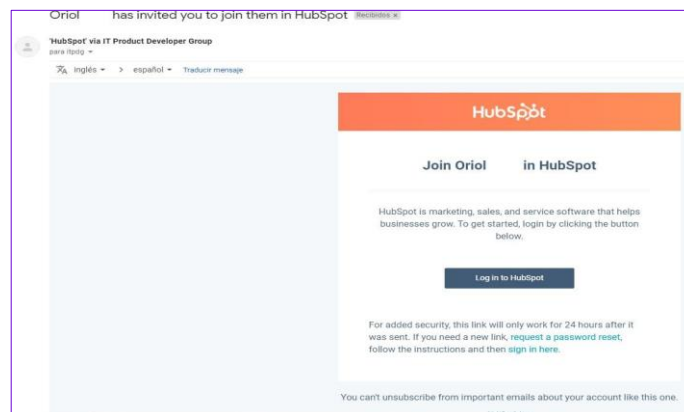 Oriol has invited you to join them in HubSpot Recibidos x
'HubSpot' via IT Product Developer Group
para itpdg
inglés > español Traducir mensaje
HubSpot
Join Oriol in HubSpot
HubSpot is marketing, sales, and service software that helps
businesses grow. To get started, login by clicking the button
below.
Log in to HubSpot
For added security, this link will only work for 24 hours after it
was sent. If you need a new link, request a password reset,
follow the instructions and then sign in here.
You can't unsubscribe from important emails about your account like this one.